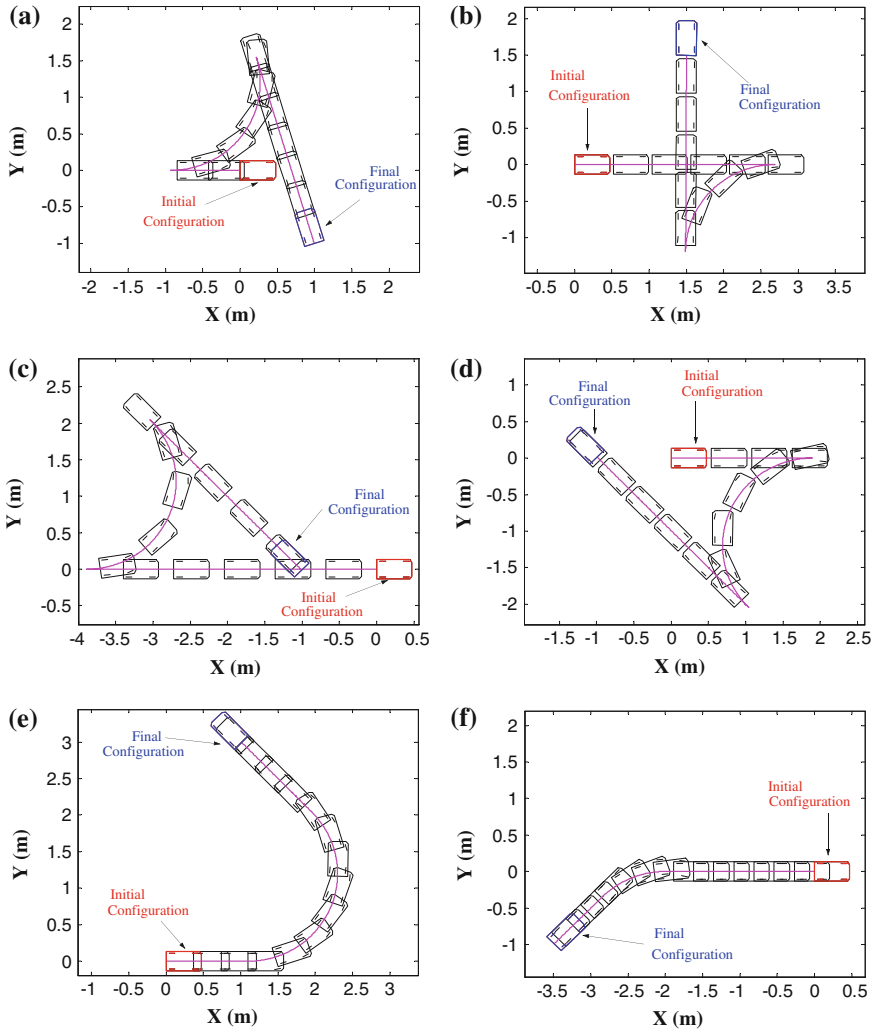 (a)
2
1.5
1
0.5
0
-0.5
-1
Y (m)
Initial
Configuration
Final
Configuration
-2 -1.5 -1 -0.5 0 0.5 1 1.5 2
X (m)
(b)
2
1.5
1
0.5
0
-0.5
-1
Y (m)
Initial
Configuration
Final
Configuration
-0.5 0 0.5 1 1.5 2 2.5 3 3.5
X (m)
(c)
2.5
2
1.5
1
0.5
0
-0.5
Y (m)
Final
Configuration
Initial
Configuration
-4 -3.5 -3 -2.5 -2 -1.5 -1 -0.5 0 0.5
X (m)
(d)
1
0.5
0
-0.5
-1
-1.5
-2
Y (m)
Final
Configuration
Initial
Configuration
-1.5 -1 -0.5 0 0.5 1 1.5 2 2.5
X (m)
(e)
3
2.5
2
1.5
1
0.5
0
Y (m)
Final
Configuration
Initial
Configuration
-1 -0.5 0 0.5 1 1.5 2 2.5 3
X (m)
(f)
2
1.5
1
0.5
0
-0.5
-1
Y (m)
Initial
Configuration
Final
Configuration
-3.5 -3 -2.5 -2 -1.5 -1 -0.5 0 0.5
X (m)